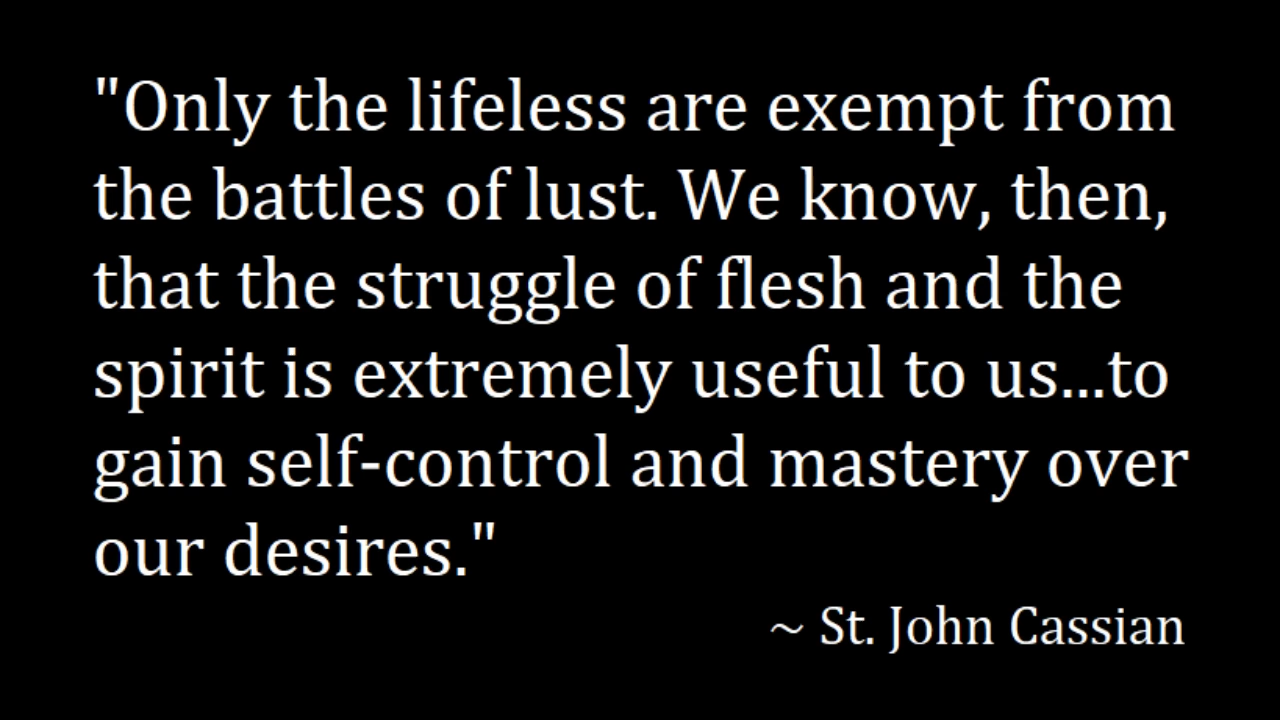 "Only the lifeless are exempt from
the battles of lust. We know, then,
that the struggle of flesh and the
spirit is extremely useful to us...to
gain self-control and mastery over
our desires."
~ St. John Cassian